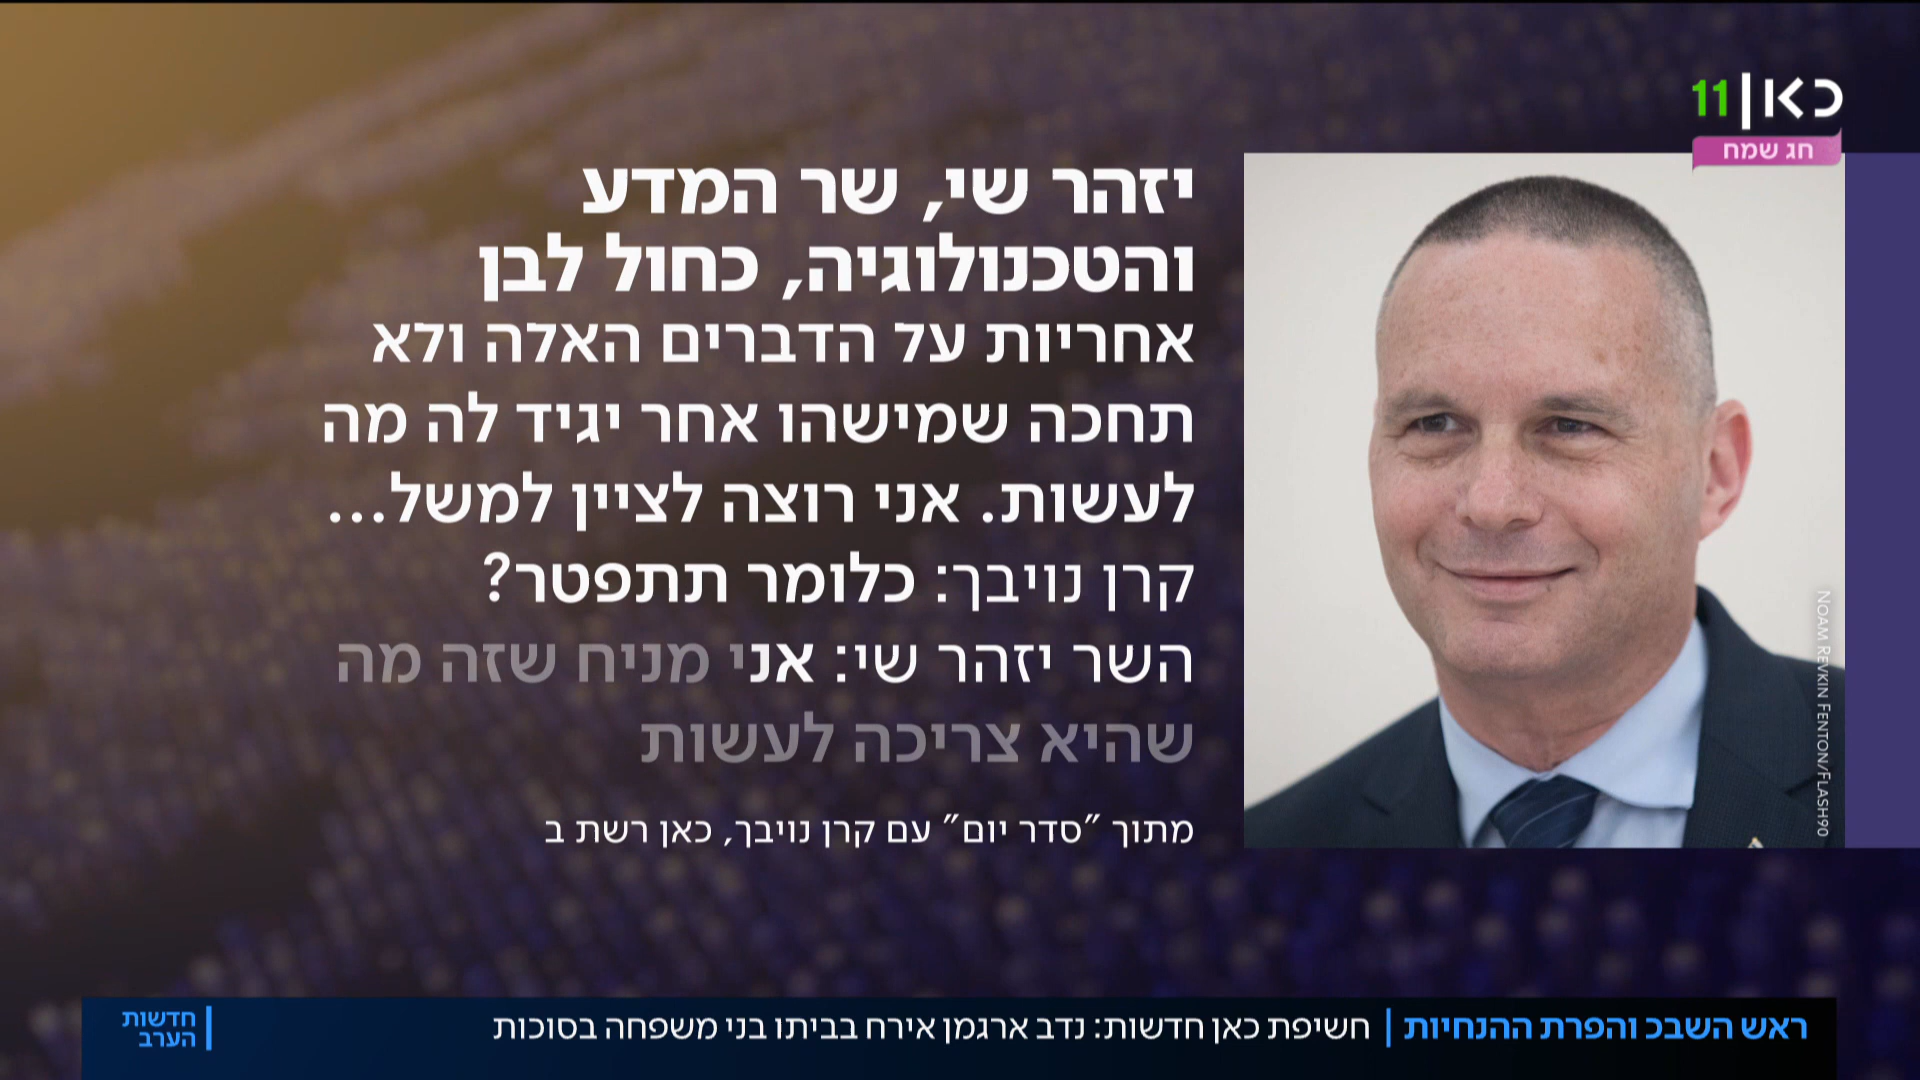 כאן|11
חג שמח
יזהר שי, שר המדע
והטכנולוגיה, כחול לבן
אחריות על הדברים האלה ולא
תחכה שמישהו אחר יגיד לה מה
לעשות. אני רוצה לציין למשל...
קרן נויבך: כלומר תתפטר?
השר יזהר שי: אני מניח שזה מה
שהיא צריכה לעשות
מתוך "סדר יום" עם קרן נויבך, כאן רשת ב
NOAM REVKIN FENTON/FLASH90
ראש השבכ והפרת ההנחיות | חשיפת כאן חדשות: נדב ארגמן אירח בביתו בני משפחה בסוכות
חדשות
הערב